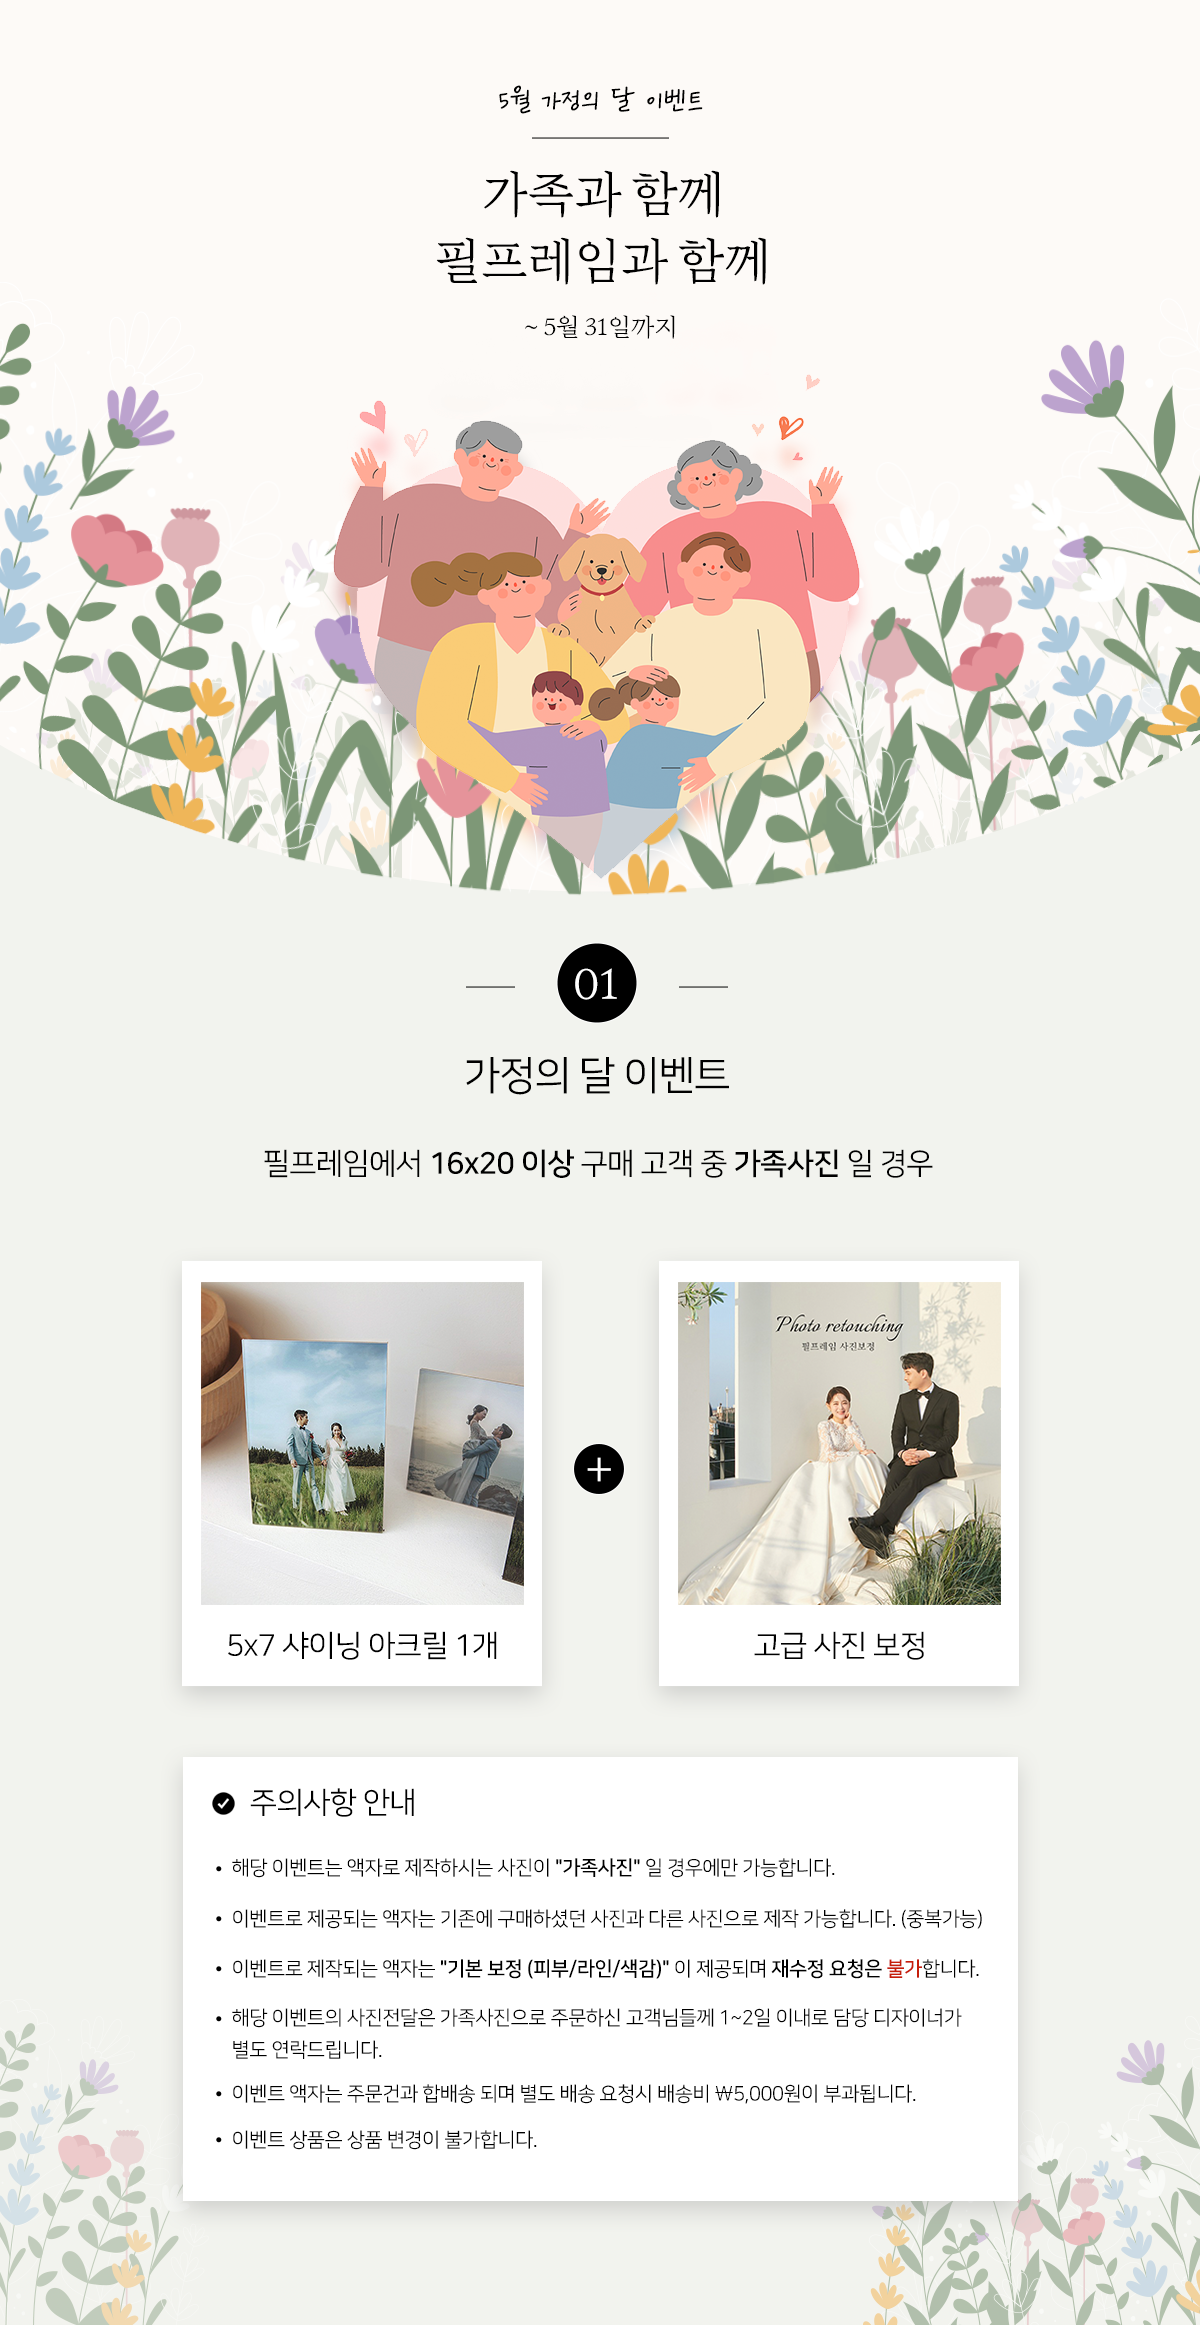 5월 가정의 달 이벤트
가족과 함께
필프레임과 함께
~ 5월 31일까지
01
가정의 달 이벤트
필프레임에서 16x20 이상 구매 고객 중 가족사진 일 경우
Photo retouching
필프레임 사진보정
+
5x7 샤이닝 아크릴 1개
고급 사진 보정
주의사항 안내
• 해당 이벤트는 액자로 제작하시는 사진이 "가족사진" 일 경우에만 가능합니다.
• 이벤트로 제공되는 액자는 기존에 구매하셨던 사진과 다른 사진으로 제작 가능합니다. (중복가능)
• 이벤트로 제작되는 액자는 "기본 보정 (피부/라인/색감)" 이 제공되며 재수정 요청은 불가합니다.
• 해당 이벤트의 사진전달은 가족사진으로 주문하신 고객님들께 1~2일 이내로 담당 디자이너가
별도 연락드립니다.
• 이벤트 액자는 주문건과 합배송 되며 별도 배송 요청시 배송비 ₩5,000원이 부과됩니다.
• 이벤트 상품은 상품 변경이 불가합니다.